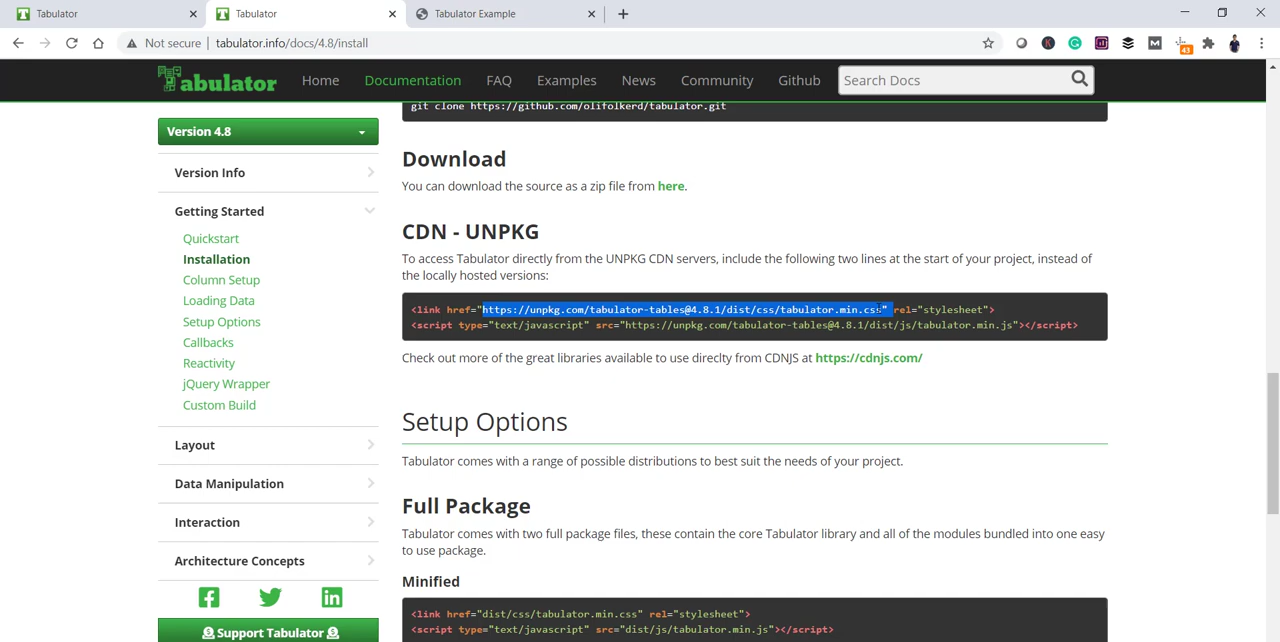 Tabulator
Tabulator
Tabulator Example
Not secure | tabulator.info/docs/4.8/install
43
Tabulator
Home
Documentation
FAQ
Examples
News
Community
Github
Search Docs
git clone https://github.com/olifolkerd/tabulator.git
Version 4.8
Version Info
Getting Started
Quickstart
Installation
Column Setup
Loading Data
Setup Options
Callbacks
Reactivity
jQuery Wrapper
Custom Build
Layout
Data Manipulation
Interaction
Architecture Concepts
Support Tabulator
Download
You can download the source as a zip file from here.
CDN - UNPKG
To access Tabulator directly from the UNPKG CDN servers, include the following two lines at the start of your project, instead of
the locally hosted versions:
<link href="https://unpkg.com/tabulator-tables@4.8.1/dist/css/tabulator.min.css" rel="stylesheet">
<script type="text/javascript" src="https://unpkg.com/tabulator-tables@4.8.1/dist/js/tabulator.min.js"></script>
Check out more of the great libraries available to use direclty from CDNJS at https://cdnjs.com/
Setup Options
Tabulator comes with a range of possible distributions to best suit the needs of your project.
Full Package
Tabulator comes with two full package files, these contain the core Tabulator library and all of the modules bundled into one easy
to use package.
Minified
<link href="dist/css/tabulator.min.css" rel="stylesheet">
<script type="text/javascript" src="dist/js/tabulator.min.js"></script>